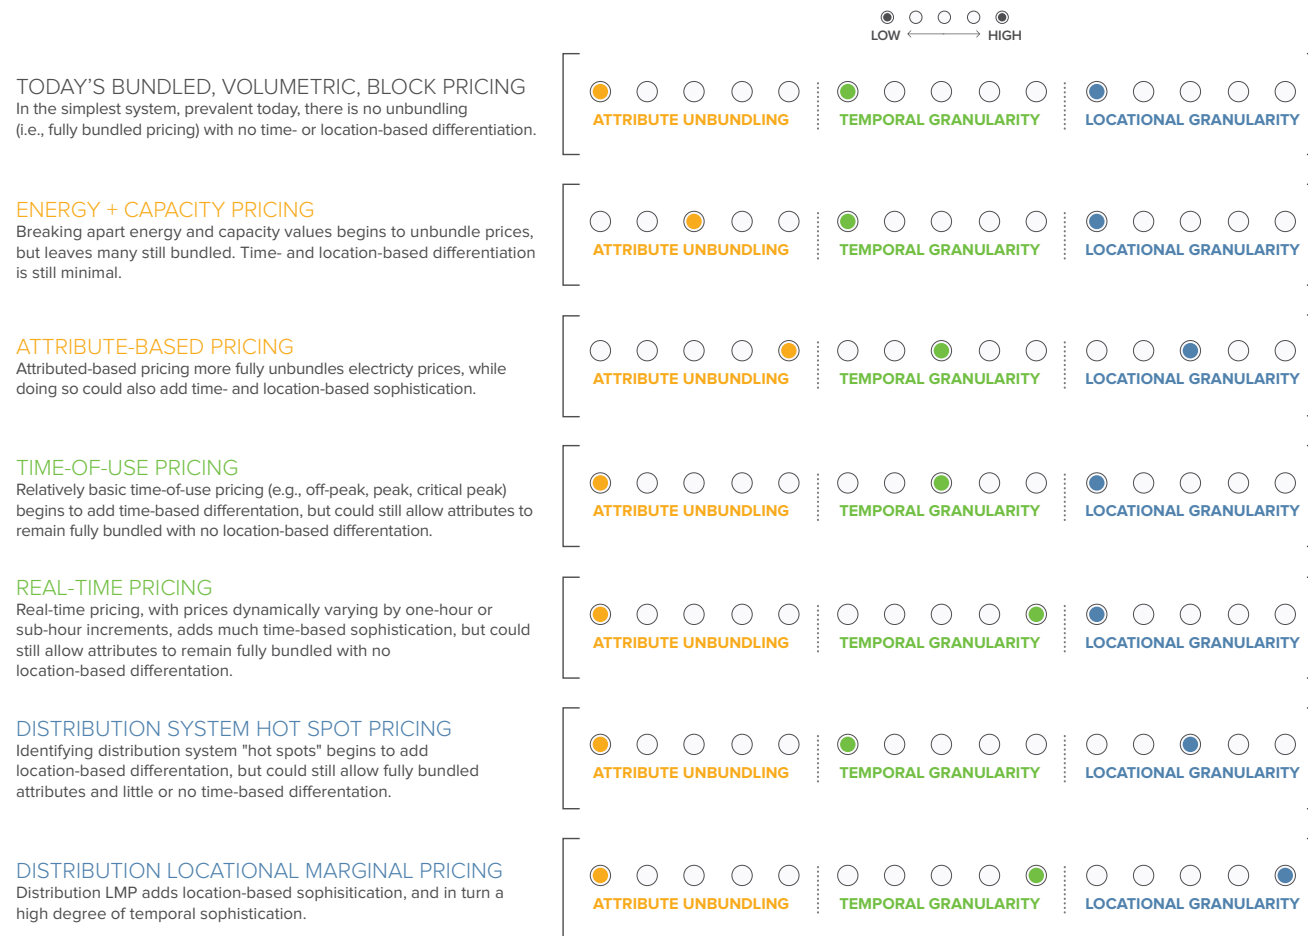 LOW HIGH
TODAY'S BUNDLED, VOLUMETRIC, BLOCK PRICING
In the simplest system, prevalent today, there is no unbundling
(i.e., fully bundled pricing) with no time- or location-based differentiation.
ATTRIBUTE UNBUNDLING TEMPORAL GRANULARITY LOCATIONAL GRANULARITY
ENERGY + CAPACITY PRICING
Breaking apart energy and capacity values begins to unbundle prices,
but leaves many still bundled. Time- and location-based differentiation
is still minimal.
ATTRIBUTE UNBUNDLING TEMPORAL GRANULARITY LOCATIONAL GRANULARITY
ATTRIBUTE-BASED PRICING
Attributed-based pricing more fully unbundles electricty prices, while
doing so could also add time- and location-based sophistication.
ATTRIBUTE UNBUNDLING TEMPORAL GRANULARITY LOCATIONAL GRANULARITY
TIME-OF-USE PRICING
Relatively basic time-of-use pricing (e.g., off-peak, peak, critical peak)
begins to add time-based differentation, but could still allow attributes to
remain fully bundled with no location-based differentation.
ATTRIBUTE UNBUNDLING TEMPORAL GRANULARITY LOCATIONAL GRANULARITY
REAL-TIME PRICING
Real-time pricing, with prices dynamically varying by one-hour or
sub-hour increments, adds much time-based sophistication, but could
still allow attributes to remain fully bundled with no
location-based differentation.
ATTRIBUTE UNBUNDLING TEMPORAL GRANULARITY LOCATIONAL GRANULARITY
DISTRIBUTION SYSTEM HOT SPOT PRICING
Identifying distribution system "hot spots" begins to add
location-based differentation, but could still allow fully bundled
attributes and little or no time-based differentation.
ATTRIBUTE UNBUNDLING TEMPORAL GRANULARITY LOCATIONAL GRANULARITY
DISTRIBUTION LOCATIONAL MARGINAL PRICING
Distribution LMP adds location-based sophisitication, and in turn a
high degree of temporal sophistication.
ATTRIBUTE UNBUNDLING TEMPORAL GRANULARITY LOCATIONAL GRANULARITY